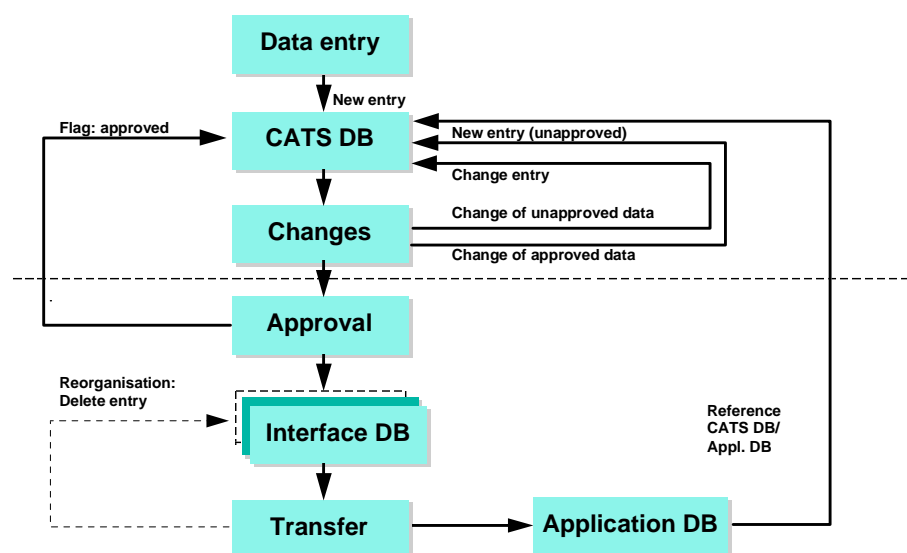 Data entry
New entry
Flag: approved
CATS DB
New entry (unapproved)
Change entry
Changes
Change of unapproved data
Change of approved data
.
Approval
Reorganisation:
Delete entry
Interface DB
Reference
CATS DB/
Appl. DB
Transfer
Application DB